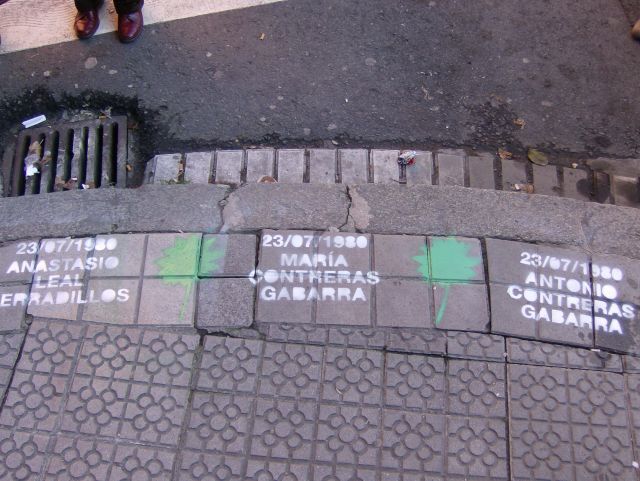 23/07/1980
ANASTASIO
LEAL
ERRADILLOS
23/07/1980
MARÍA
CONTRERAS
GABARRA
23/07/1980
ANTONIO
CONTRERAS
GABARRA